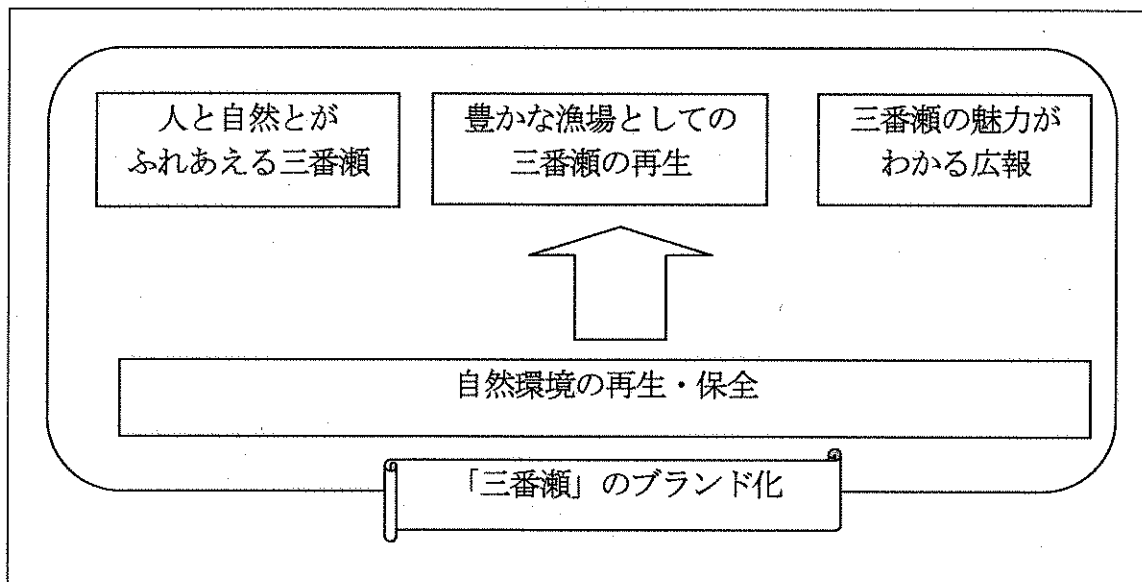 人と自然とが
ふれあえる三番瀬
豊かな漁場としての
三番瀬の再生
三番瀬の魅力が
わかる広報
自然環境の再生・保全
「三番瀬」のブランド化